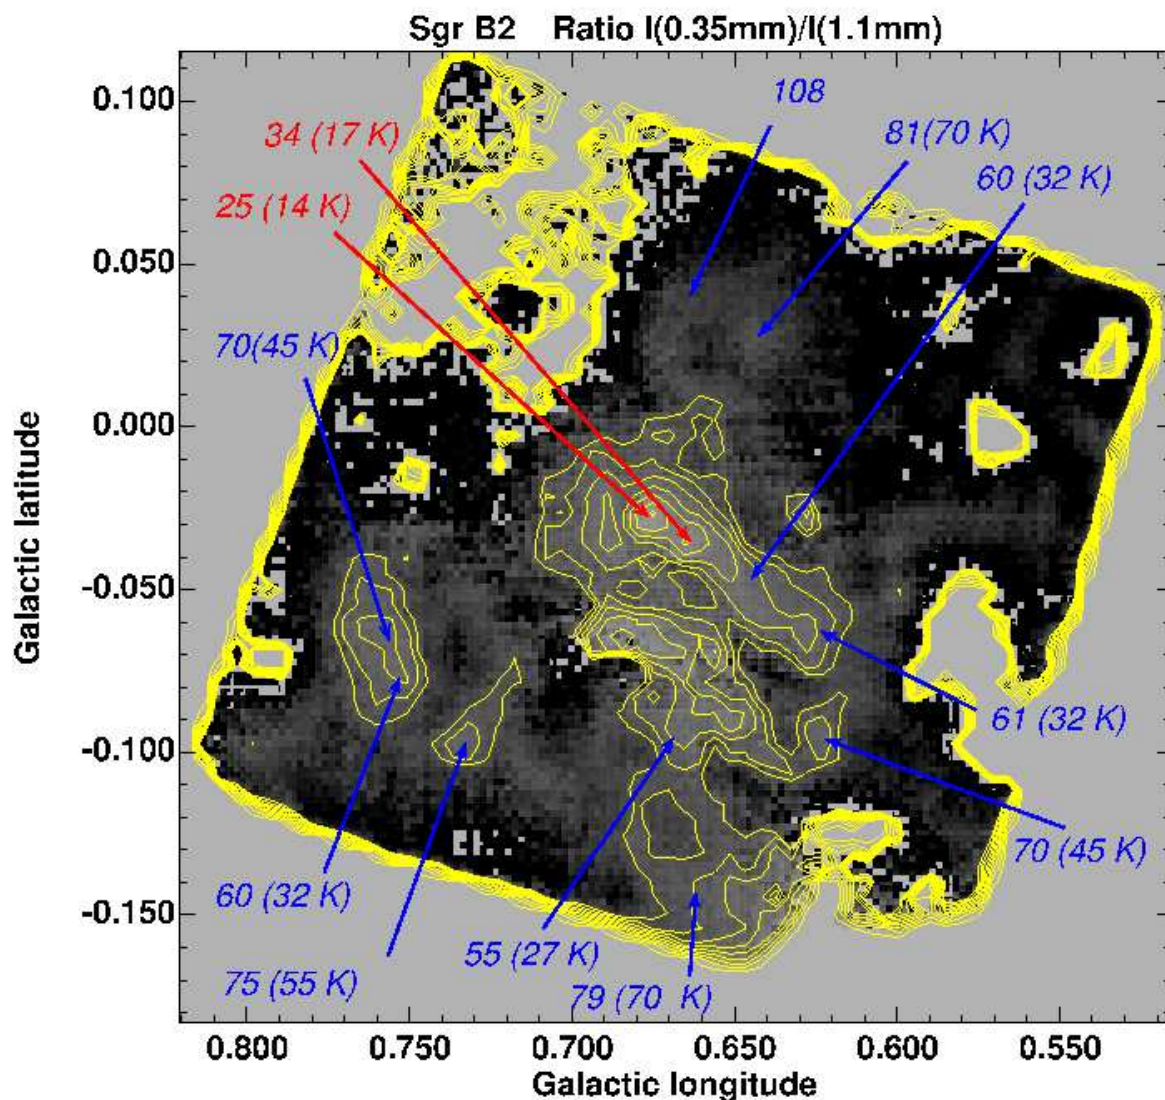 Sgr B2 Ratio I(0.35mm)/I(1.1mm)
108
34 (17 K)
81(70 K)
60 (32 K)
25 (14 K)
70(45 K)
61 (32 K)
70 (45 K)
60 (32 K)
55 (27 K)
75 (55 K)
79 (70 K)
0.100
0.050
0.000
-0.050
-0.100
-0.150
Galactic latitude
0.800 0.750 0.700 0.650 0.600 0.550
Galactic longitude